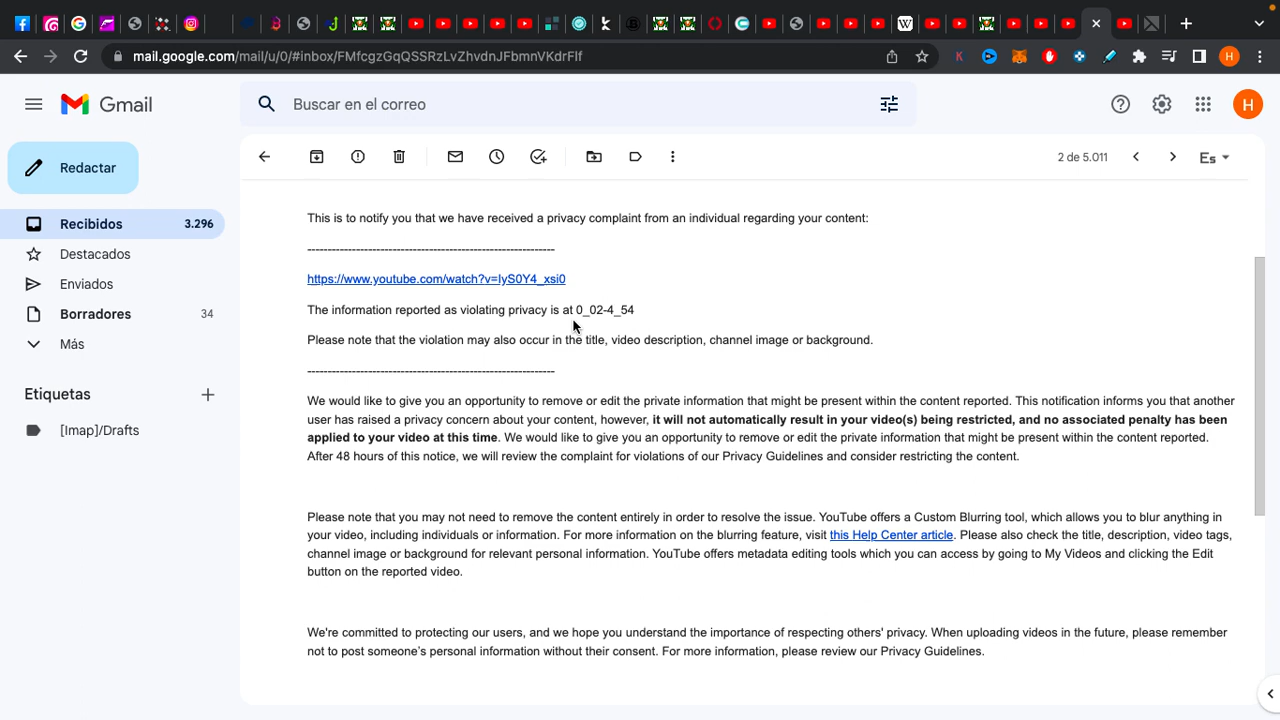 mail.google.com/mail/u/0/#inbox/FMfcgzGqQSSRzLvZhvdnJFbmnVKdrFlf
H
Gmail
Buscar en el correo
H
Redactar
2 de 5.011
Es
Recibidos 3.296
Destacados
Enviados
Borradores 34
Más
Etiquetas
[Imap]/Drafts
This is to notify you that we have received a privacy complaint from an individual regarding your content:
-------------------------------------------------------------
https://www.youtube.com/watch?v=lyS0Y4_xsi0
The information reported as violating privacy is at 0_02-4_54
Please note that the violation may also occur in the title, video description, channel image or background.
-------------------------------------------------------------
We would like to give you an opportunity to remove or edit the private information that might be present within the content reported. This notification informs you that another
user has raised a privacy concern about your content, however, it will not automatically result in your video(s) being restricted, and no associated penalty has been
applied to your video at this time. We would like to give you an opportunity to remove or edit the private information that might be present within the content reported.
After 48 hours of this notice, we will review the complaint for violations of our Privacy Guidelines and consider restricting the content.
Please note that you may not need to remove the content entirely in order to resolve the issue. YouTube offers a Custom Blurring tool, which allows you to blur anything in
your video, including individuals or information. For more information on the blurring feature, visit this Help Center article. Please also check the title, description, video tags,
channel image or background for relevant personal information. YouTube offers metadata editing tools which you can access by going to My Videos and clicking the Edit
button on the reported video.
We're committed to protecting our users, and we hope you understand the importance of respecting others' privacy. When uploading videos in the future, please remember
not to post someone's personal information without their consent. For more information, please review our Privacy Guidelines.